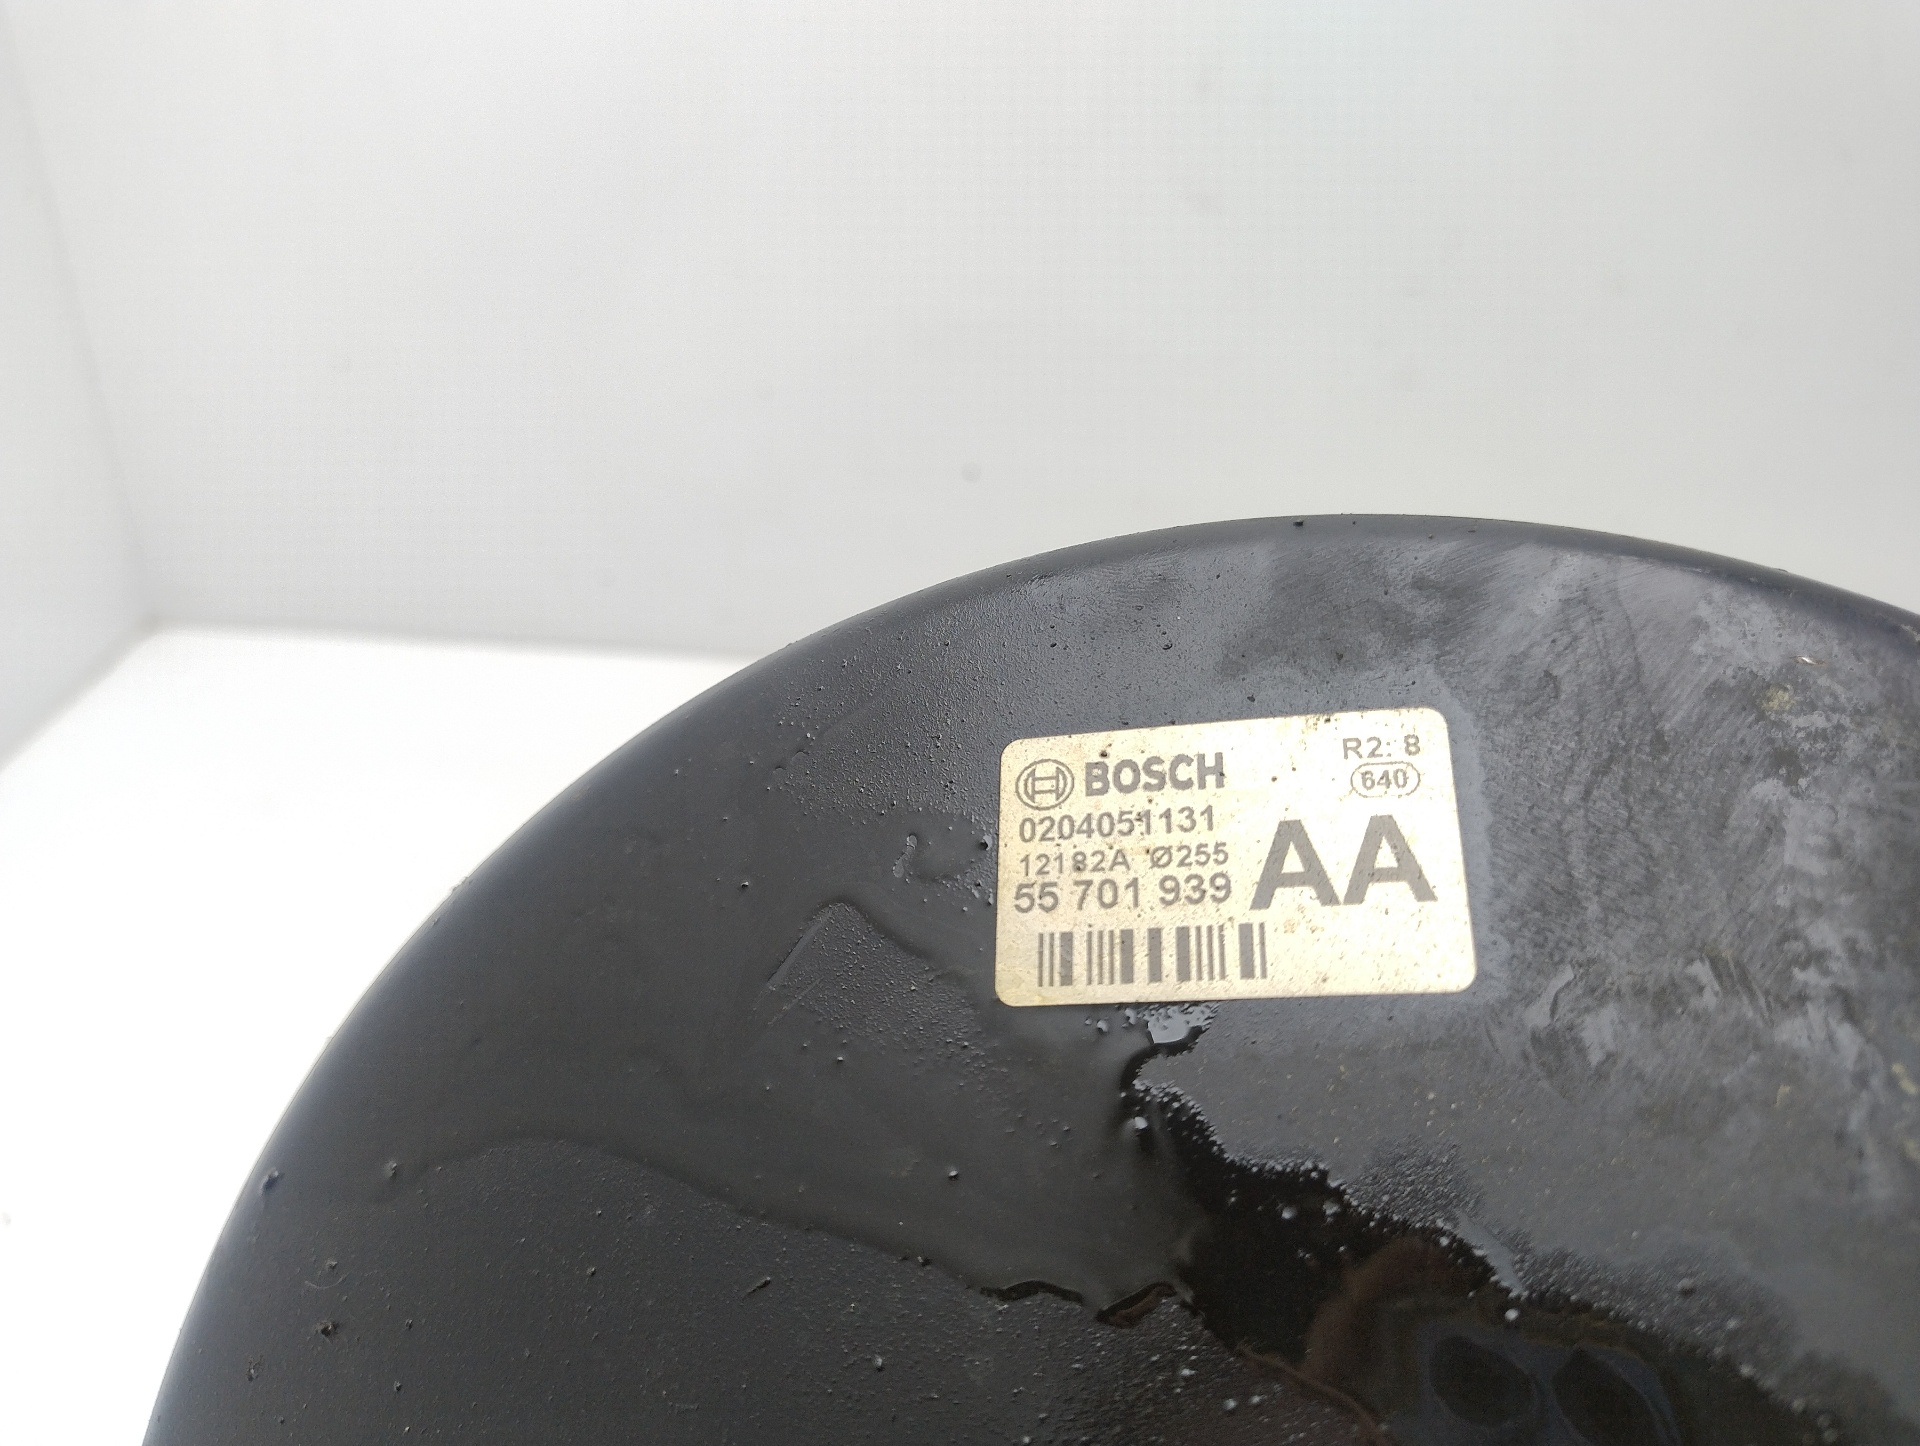 BOSCH
R2: 8
640
0204051131
12182A Ø255
55 701 939
AA